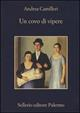 Andrea Camilleri
Un covo di vipere
Sellerio editore Palermo